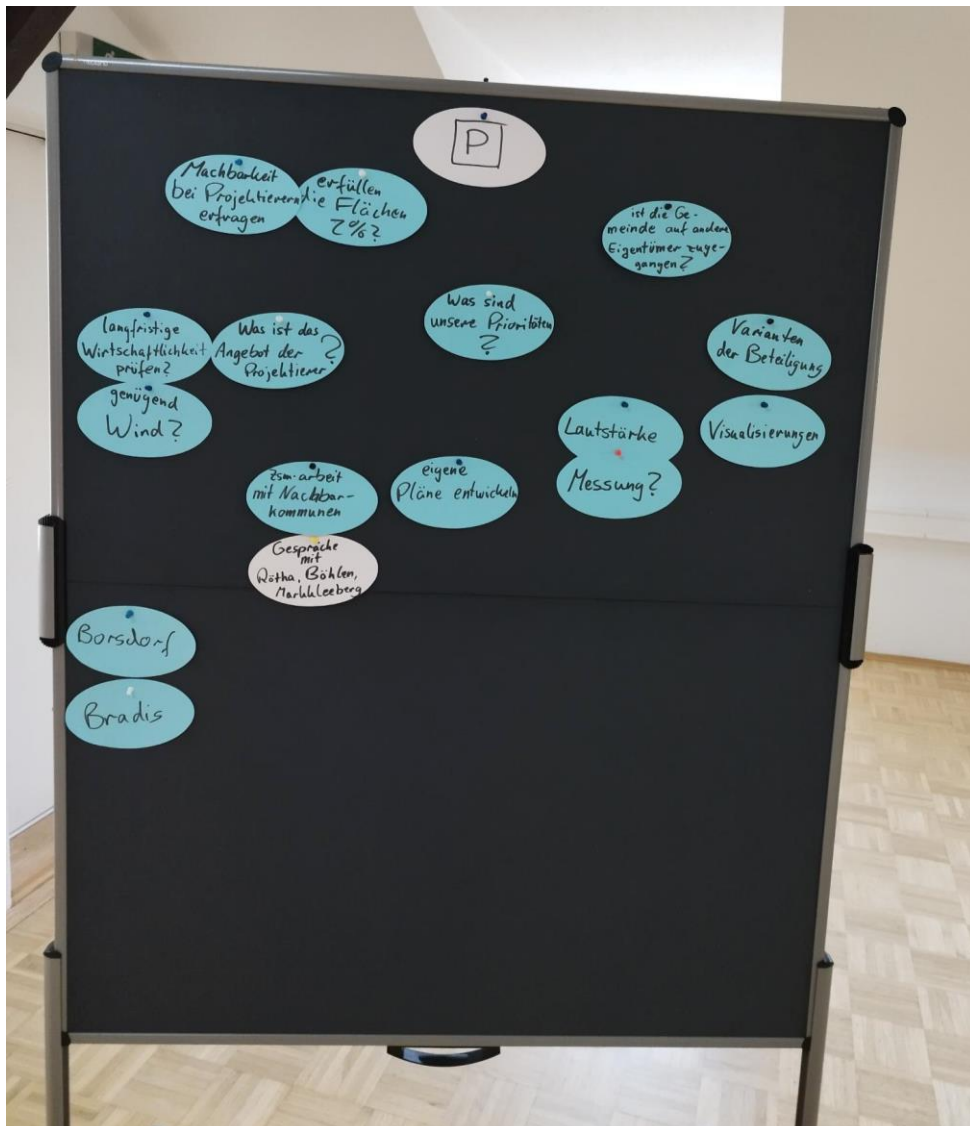 P
Machbarkeit
bei Projektierern
erfragen
erfüllen
die Flächen
2%?
ist die Ge-
meinde auf andere
Eigentümer zuge-
gangen?
langfristige
Wirtschaftlichkeit
prüfen?
genügend
Wind?
Was ist das
Angebot der
Projektierer?
Was sind
unsere Prioritäten
?
Varianten
der Beteiligung
Lautstärke
Messung?
Visualisierungen
zsm.arbeit
mit Nachbar-
kommunen
Gespräche
mit
Rötha, Böhlen,
Markkleeberg
eigene
Pläne entwickeln
Borsdorf
Bradis